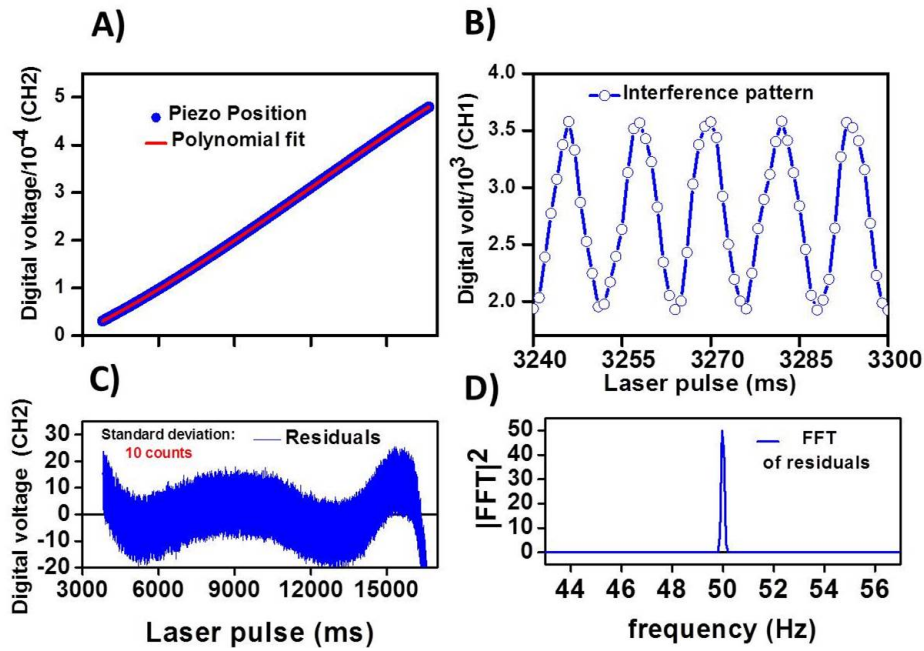 A)
Digital voltage/10⁻⁴ (CH2)
5
4
3
2
1
0
Piezo Position
Polynomial fit
B)
Digital volt/10³ (CH1)
4.0
3.5
3.0
2.5
2.0
Interference pattern
3240 3255 3270 3285 3300
Laser pulse (ms)
C)
Digital voltage (CH2)
30
20
10
0
-10
-20
Standard deviation:
10 counts
Residuals
3000 6000 9000 12000 15000
Laser pulse (ms)
D)
|FFT|²
50
40
30
20
10
0
FFT
of residuals
44 46 48 50 52 54 56
frequency (Hz)